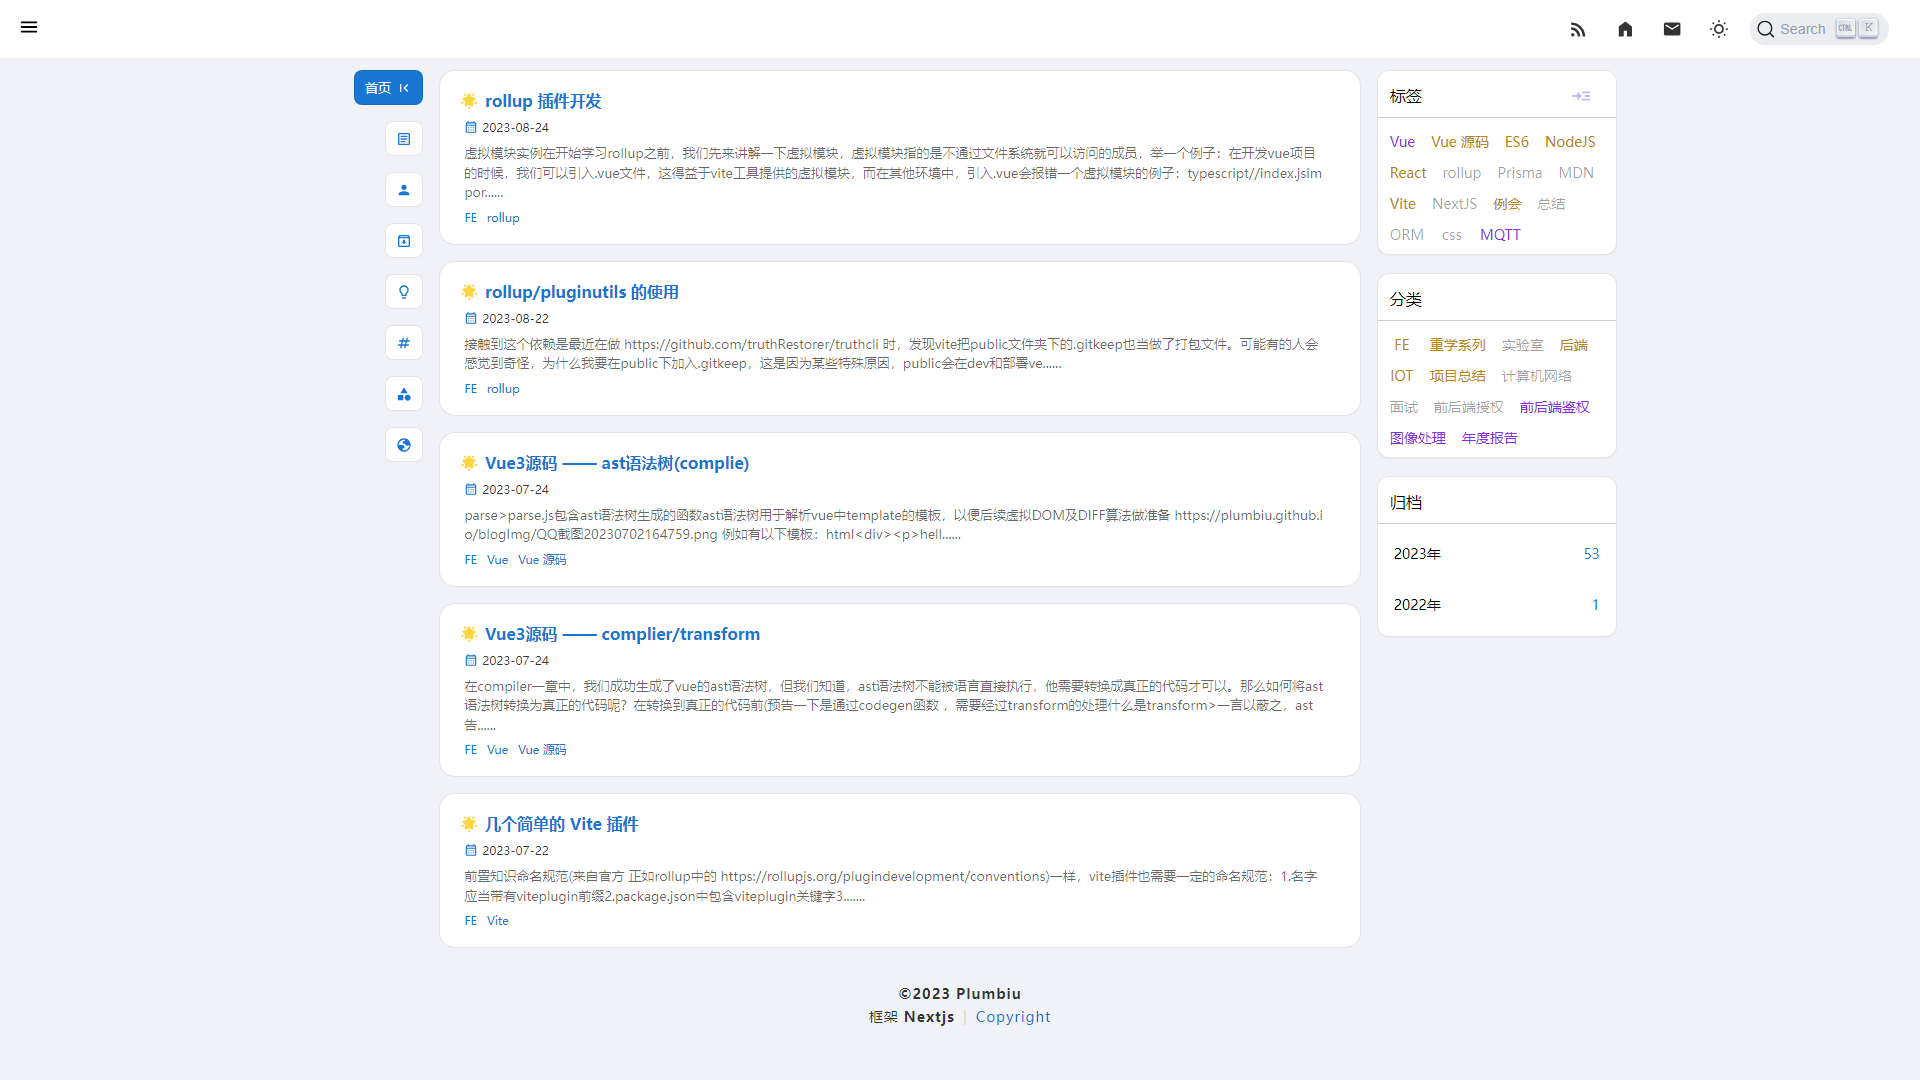 Search CTRL K
首页
rollup 插件开发
2023-08-24
虚拟模块实例在开始学习rollup之前，我们先来讲解一下虚拟模块，虚拟模块指的是不通过文件系统就可以访问的成员，举一个例子：在开发vue项目
的时候，我们可以引入.vue文件，这得益于vite工具提供的虚拟模块，而在其他环境中，引入.vue会报错一个虚拟模块的例子：typescript//index.jsim
por......
FE rollup
rollup/pluginutils 的使用
2023-08-22
接触到这个依赖是最近在做 https://github.com/truthRestorer/truthcli 时，发现vite把public文件夹下的.gitkeep也当做了打包文件。可能有的人会
感觉到奇怪，为什么我要在public下加入.gitkeep，这是因为某些特殊原因，public会在dev和部署ve......
FE rollup
Vue3源码 —— ast语法树(complie)
2023-07-24
parse>parse.js包含ast语法树生成的函数ast语法树用于解析vue中template的模板，以便后续虚拟DOM及DIFF算法做准备 https://plumbiu.github.i
o/blogImg/QQ截图20230702164759.png 例如有以下模板：html<div><p>hell......
FE Vue Vue 源码
Vue3源码 —— complier/transform
2023-07-24
在compiler一章中，我们成功生成了vue的ast语法树，但我们知道，ast语法树不能被语言直接执行，他需要转换成真正的代码才可以。那么如何将ast
语法树转换为真正的代码呢？在转换到真正的代码前(预告一下是通过codegen函数 ，需要经过transform的处理什么是transform>一言以蔽之，ast
告......
FE Vue Vue 源码
几个简单的 Vite 插件
2023-07-22
前置知识命名规范(来自官方 正如rollup中的 https://rollupjs.org/plugindevelopment/conventions)一样，vite插件也需要一定的命名规范：1.名字
应当带有viteplugin前缀2.package.json中包含viteplugin关键字3.......
FE Vite
标签
Vue Vue 源码 ES6 NodeJS
React rollup Prisma MDN
Vite NextJS 例会 总结
ORM css MQTT
分类
FE 重学系列 实验室 后端
IOT 项目总结 计算机网络
面试 前后端授权 前后端鉴权
图像处理 年度报告
归档
2023年 53
2022年 1
©2023 Plumbiu
框架 Nextjs | Copyright